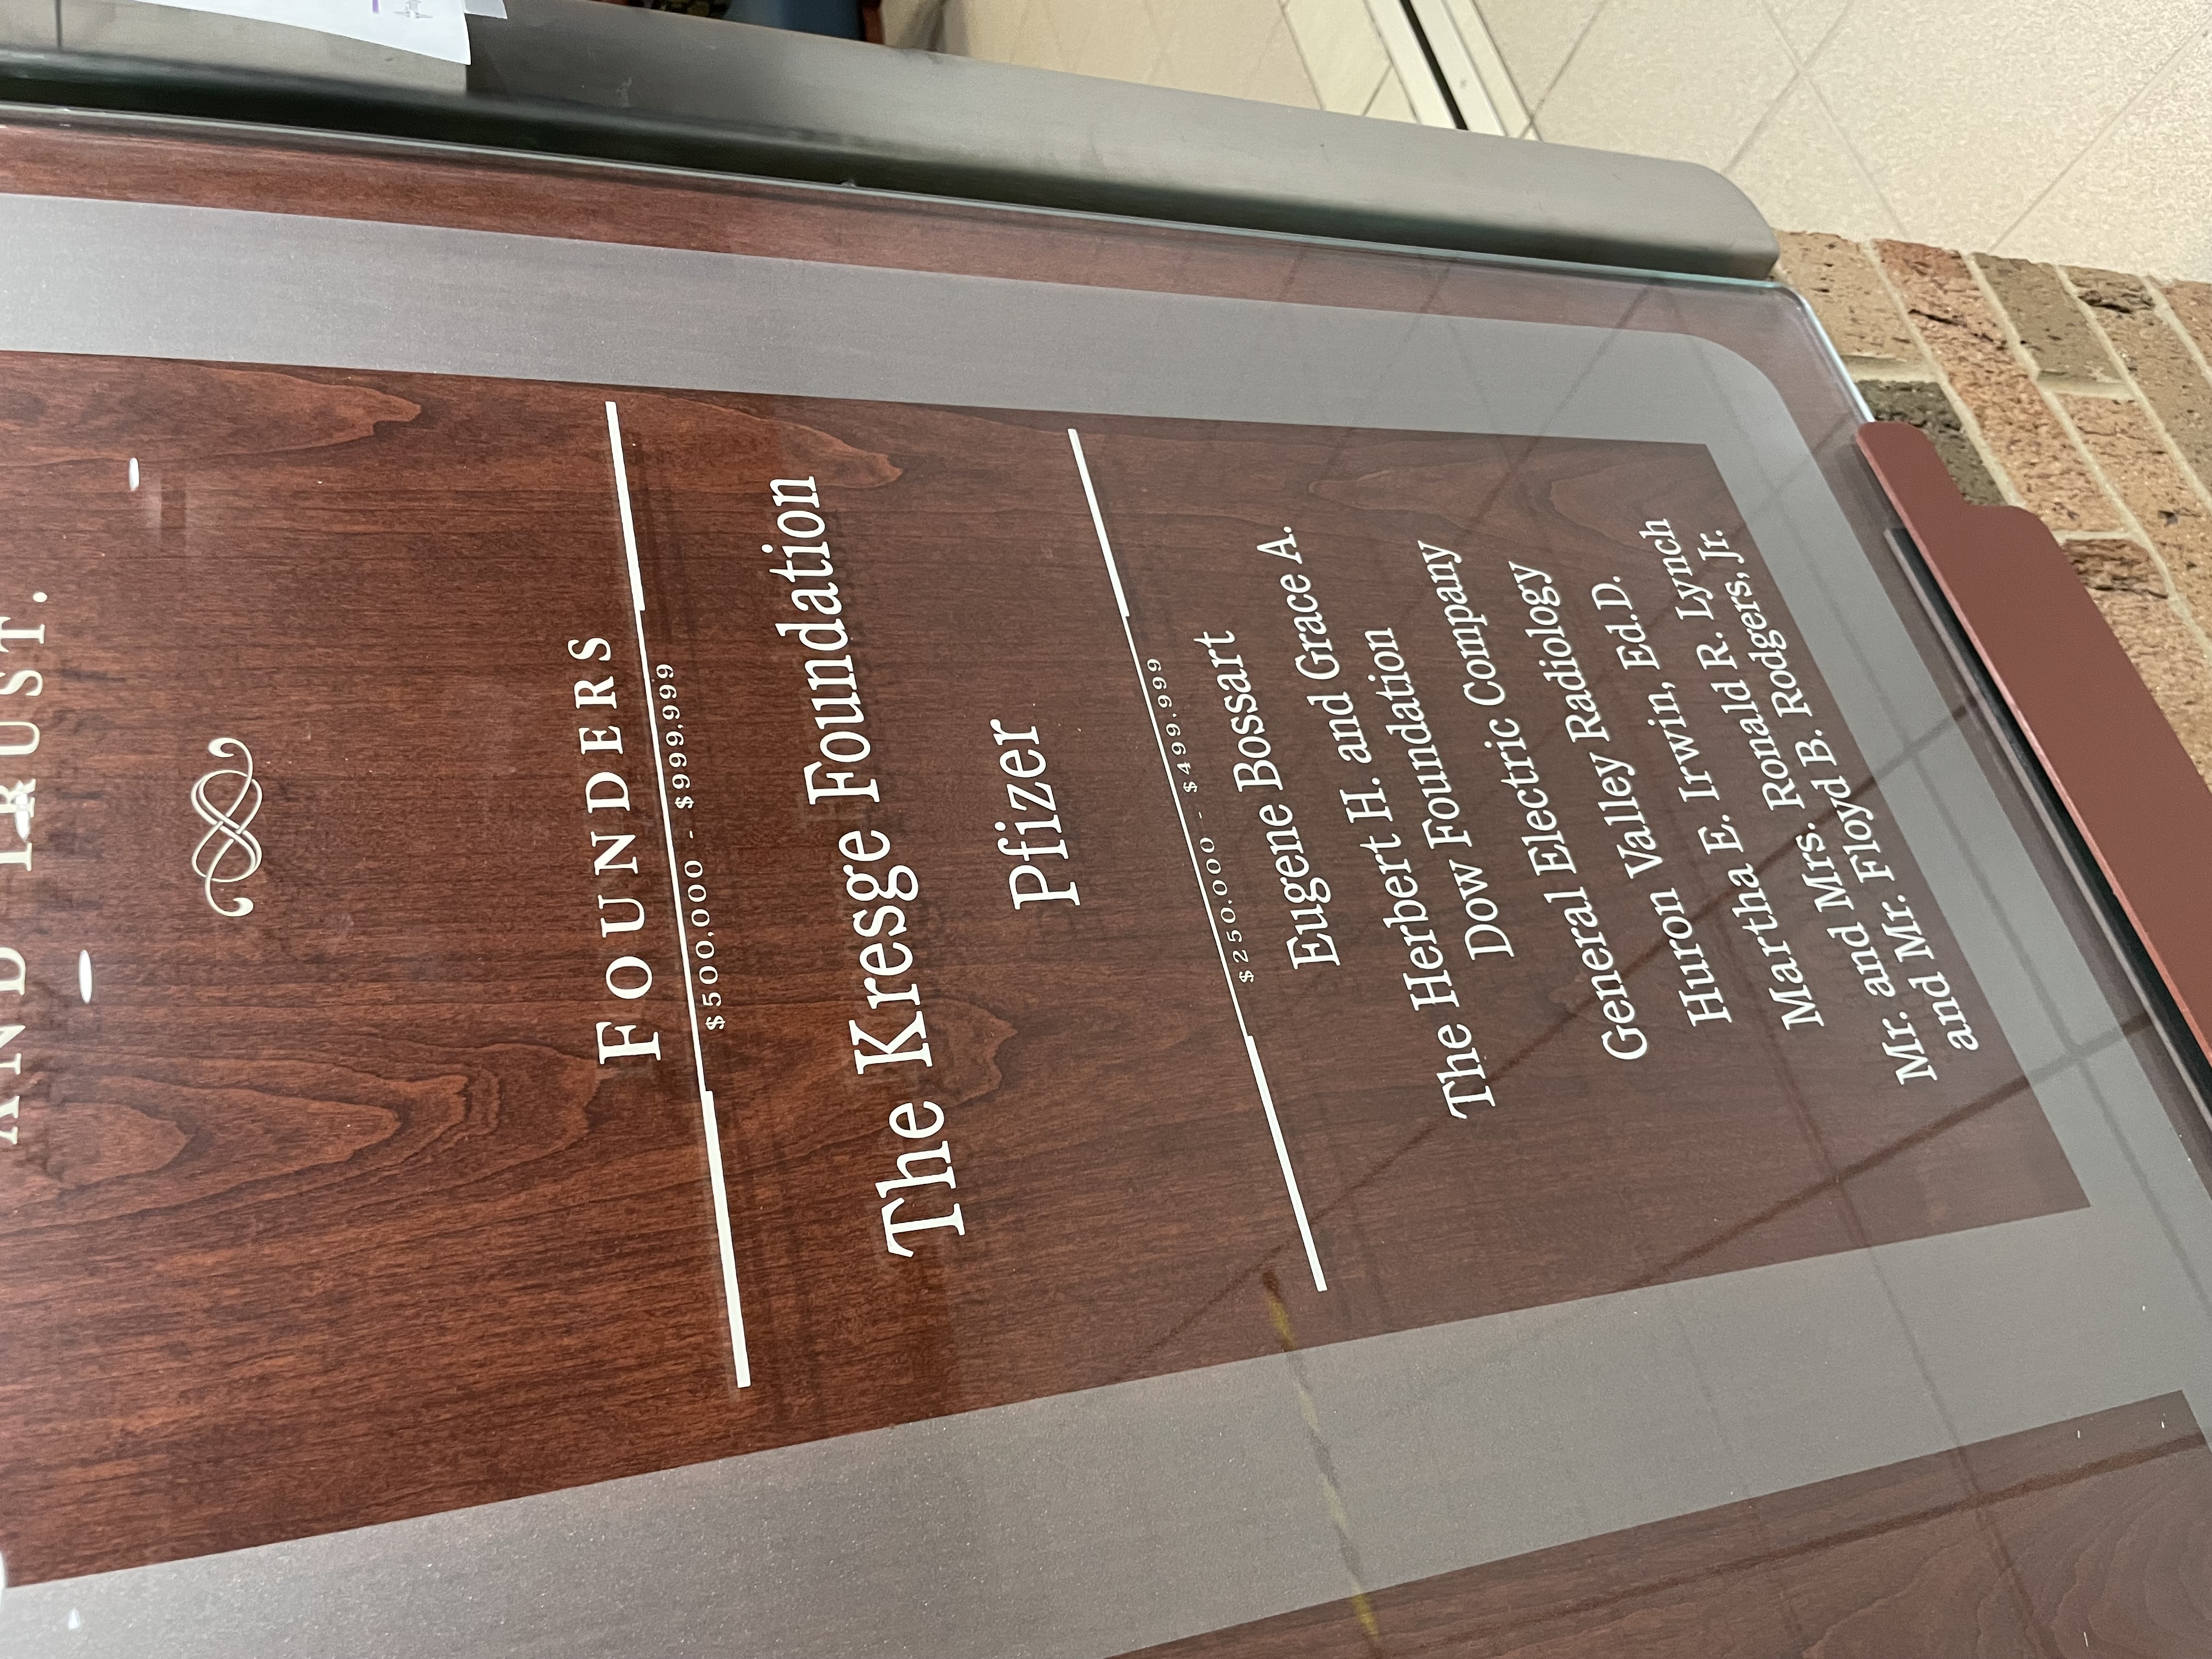 AND TRUST.
FOUNDERS
$500,000 - $999,999
The Kresge Foundation
Pfizer
$250,000 - $499,999
Eugene Bossart
The Herbert H. and Grace A.
Dow Foundation
General Electric Company
Huron Valley Radiology
Martha E. Irwin, Ed.D.
Mr. and Mrs. Ronald R. Lynch
and Mr. Floyd B. Rodgers, Jr.